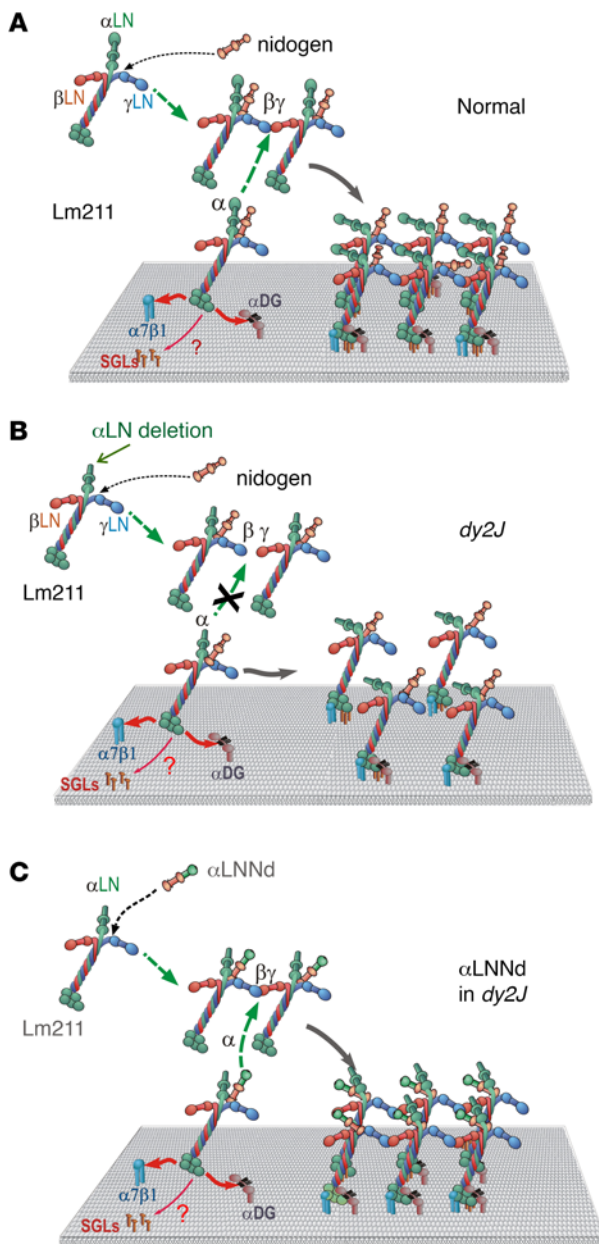 A
αLN
nidogen
βLN
γLN
βγ
Normal
Lm211
α
α7β1
αDG
SGLs
?
B
αLN deletion
nidogen
βLN
γLN
β γ
dy2J
Lm211
α
α7β1
SGLs
?
αDG
C
αLNNd
αLN
βγ
αLNNd
in dy2J
Lm211
α
α7β1
SGLs
?
αDG